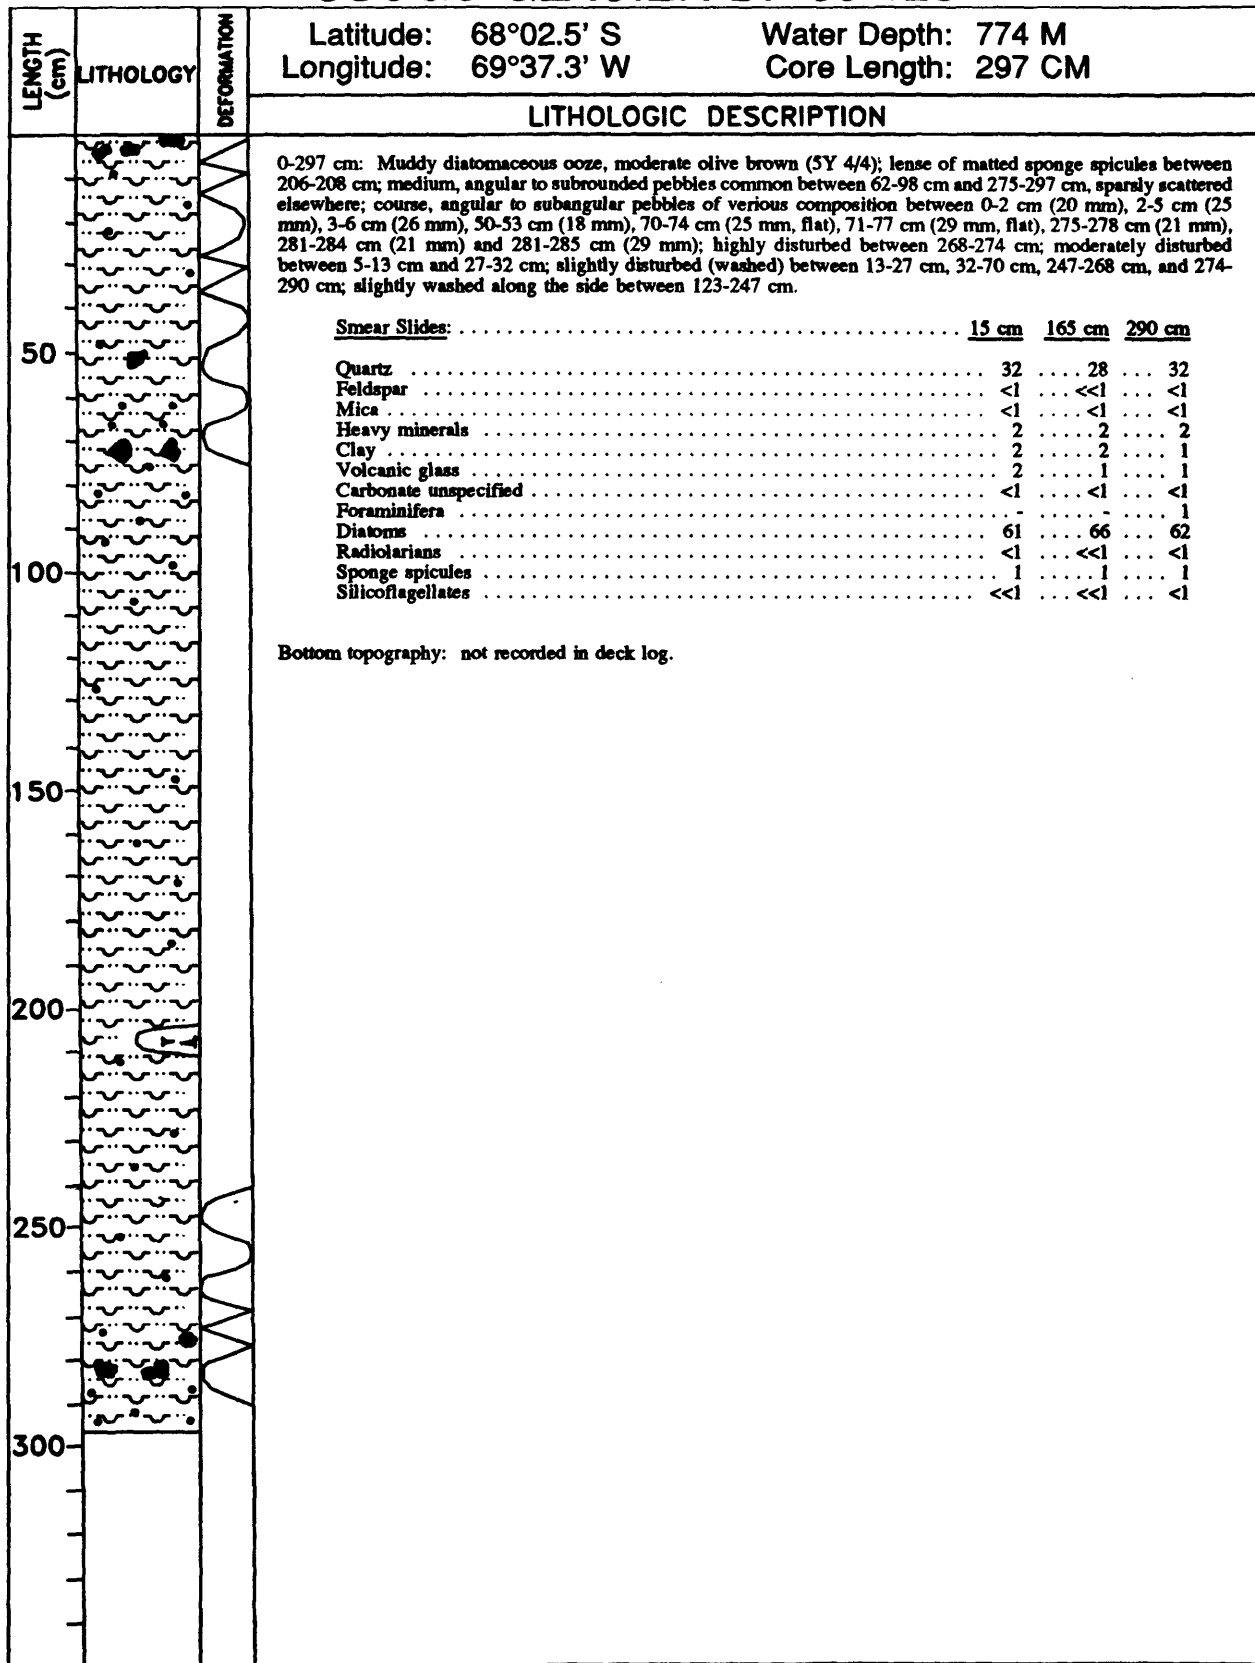 LENGTH (cm)
LITHOLOGY
DEFORMATION
Latitude: 68°02.5' S Water Depth: 774 M
Longitude: 69°37.3' W Core Length: 297 CM
LITHOLOGIC DESCRIPTION
0-297 cm: Muddy diatomaceous ooze, moderate olive brown (5Y 4/4); lense of matted sponge spicules between
206-208 cm; medium, angular to subrounded pebbles common between 62-98 cm and 275-297 cm, sparsly scattered
elsewhere; course, angular to subangular pebbles of verious composition between 0-2 cm (20 mm), 2-5 cm (25
mm), 3-6 cm (26 mm), 50-53 cm (18 mm), 70-74 cm (25 mm, flat), 71-77 cm (29 mm, flat), 275-278 cm (21 mm),
281-284 cm (21 mm) and 281-285 cm (29 mm); highly disturbed between 268-274 cm; moderately disturbed
between 5-13 cm and 27-32 cm; slightly disturbed (washed) between 13-27 cm, 32-70 cm, 247-268 cm, and 274-
290 cm; slightly washed along the side between 123-247 cm.
Smear Slides: 15 cm 165 cm 290 cm
Quartz 32 28 32
Feldspar <1 <<1 <1
Mica <1 <1 <1
Heavy minerals 2 2 2
Clay 2 2 1
Volcanic glass 2 1 1
Carbonate unspecified <1 <1 <1
Foraminifera - - 1
Diatoms 61 66 62
Radiolarians <1 <<1 <1
Sponge spicules 1 1 1
Silicoflagellates <<1 <<1 <1
Bottom topography: not recorded in deck log.
50
100
150
200
250
300